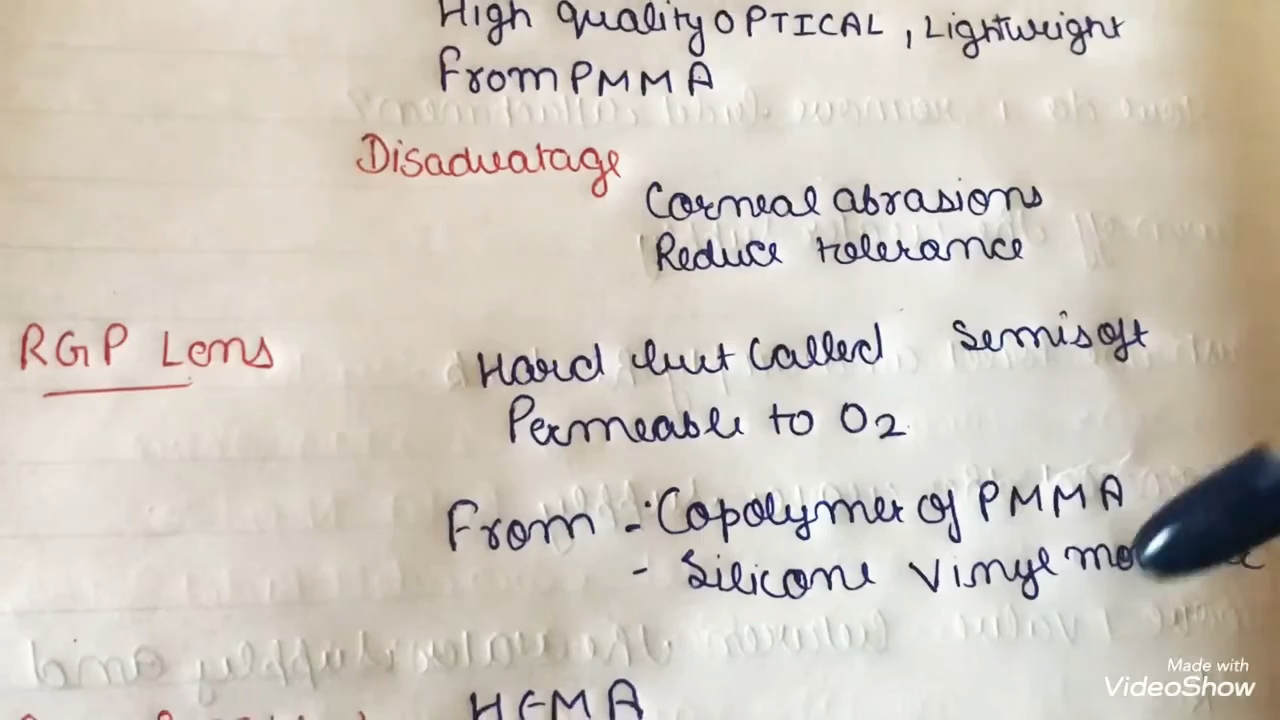 High quality OPTICAL, Lightweight
From PMMA
Disadvatage
Corneal abrasions
Reduce tolerance
RGP Lens
Hard but called Semisoft
Permeable to O2
From - Copolymer of PMMA
- Silicone Vinyl
HEMA
Made with
VideoShow